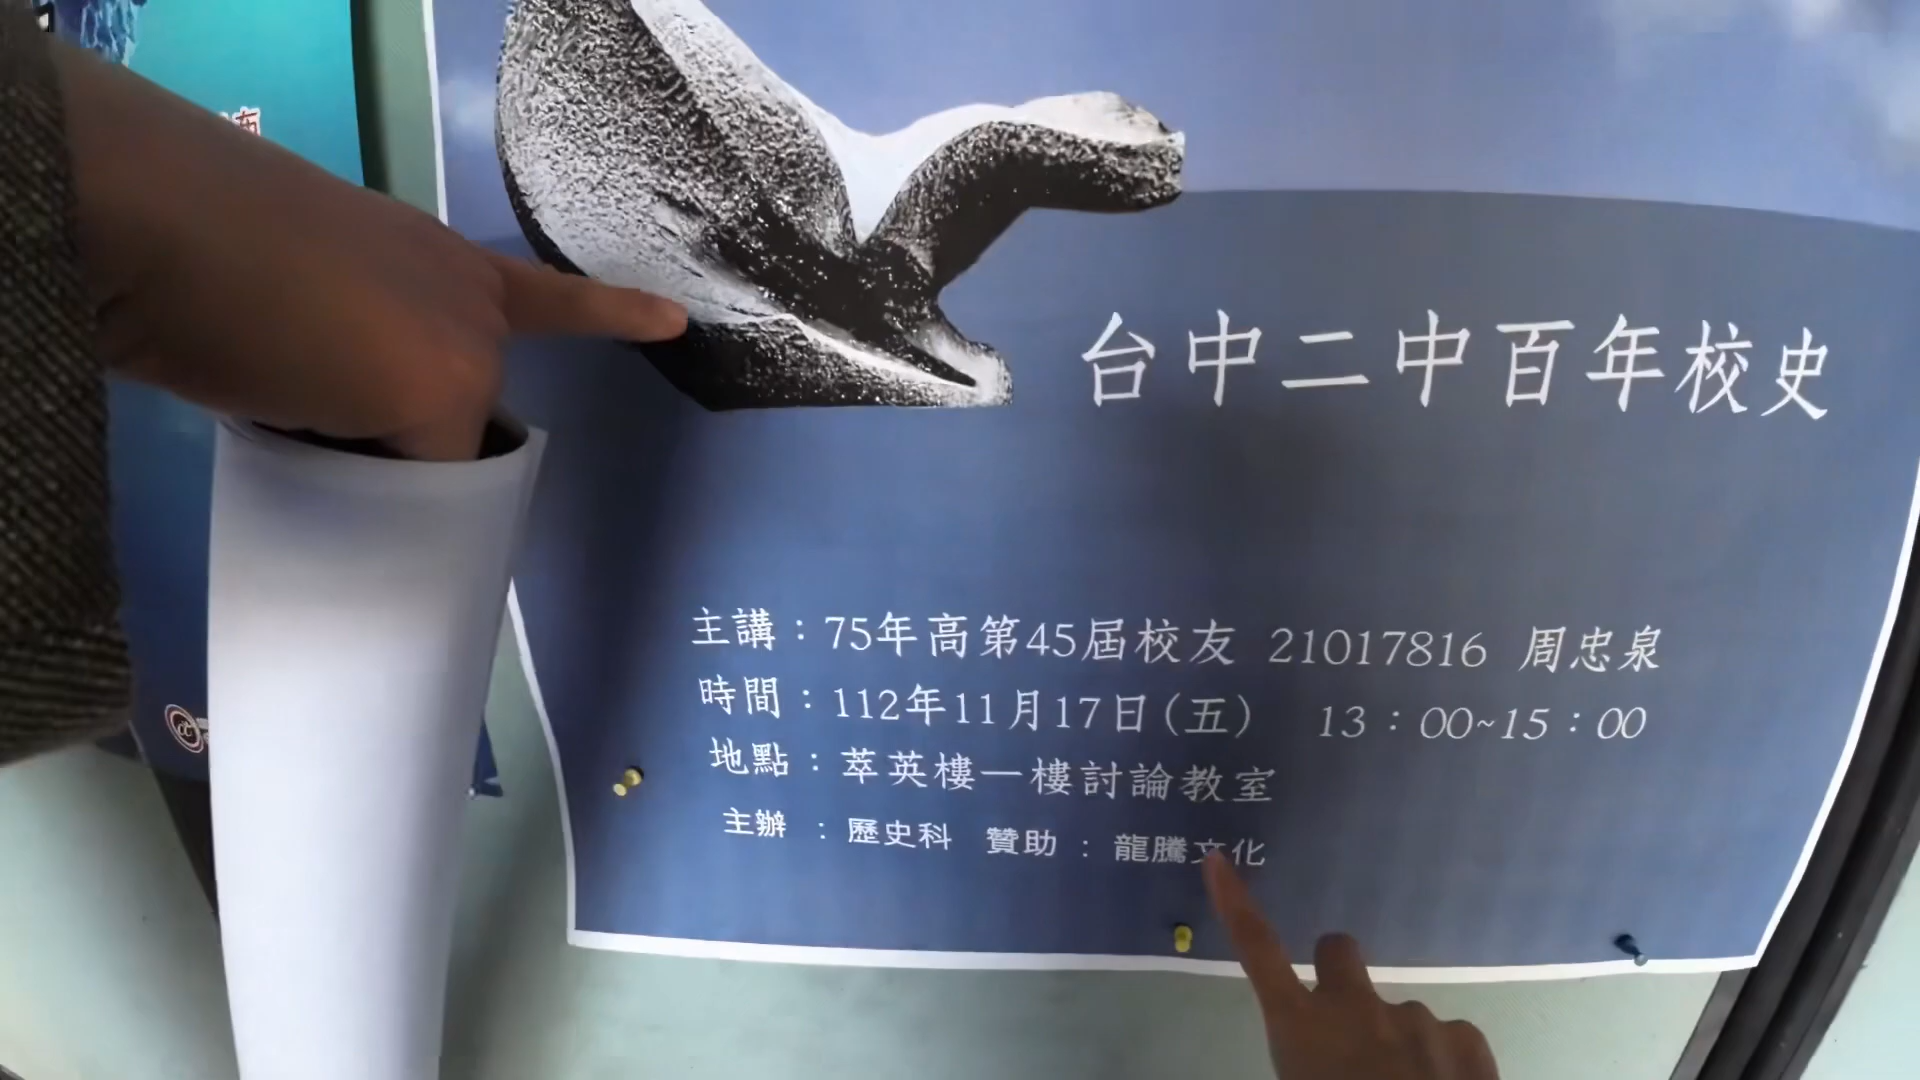 台中二中百年校史
主講：75年高第45屆校友 21017816 周忠泉
時間：112年11月17日(五) 13：00~15：00
地點：萃英樓一樓討論教室
主辦：歷史科 贊助：龍騰文化